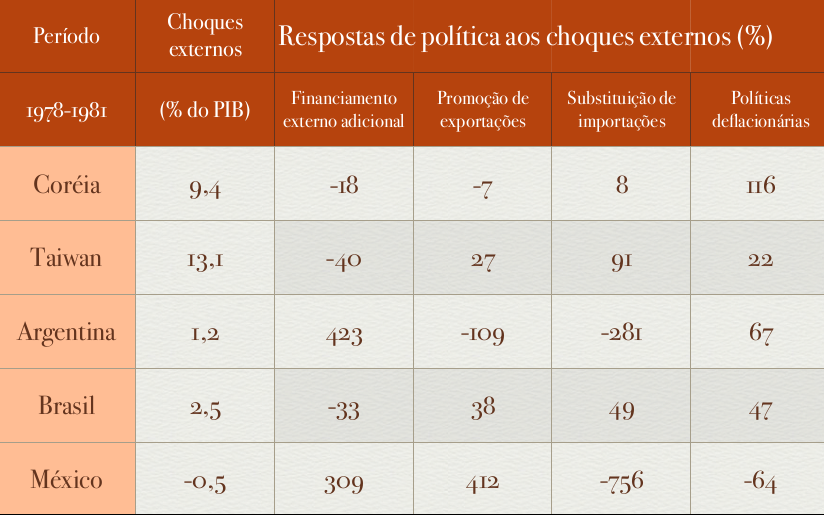 Período Choques externos Respostas de política aos choques externos (%)
1978-1981 (% do PIB) Financiamento externo adicional Promoção de exportações Substituição de importações Políticas deflacionárias
Coréia 9,4 -18 -7 8 116
Taiwan 13,1 -40 27 91 22
Argentina 1,2 423 -109 -281 67
Brasil 2,5 -33 38 49 47
México -0,5 309 412 -756 -64